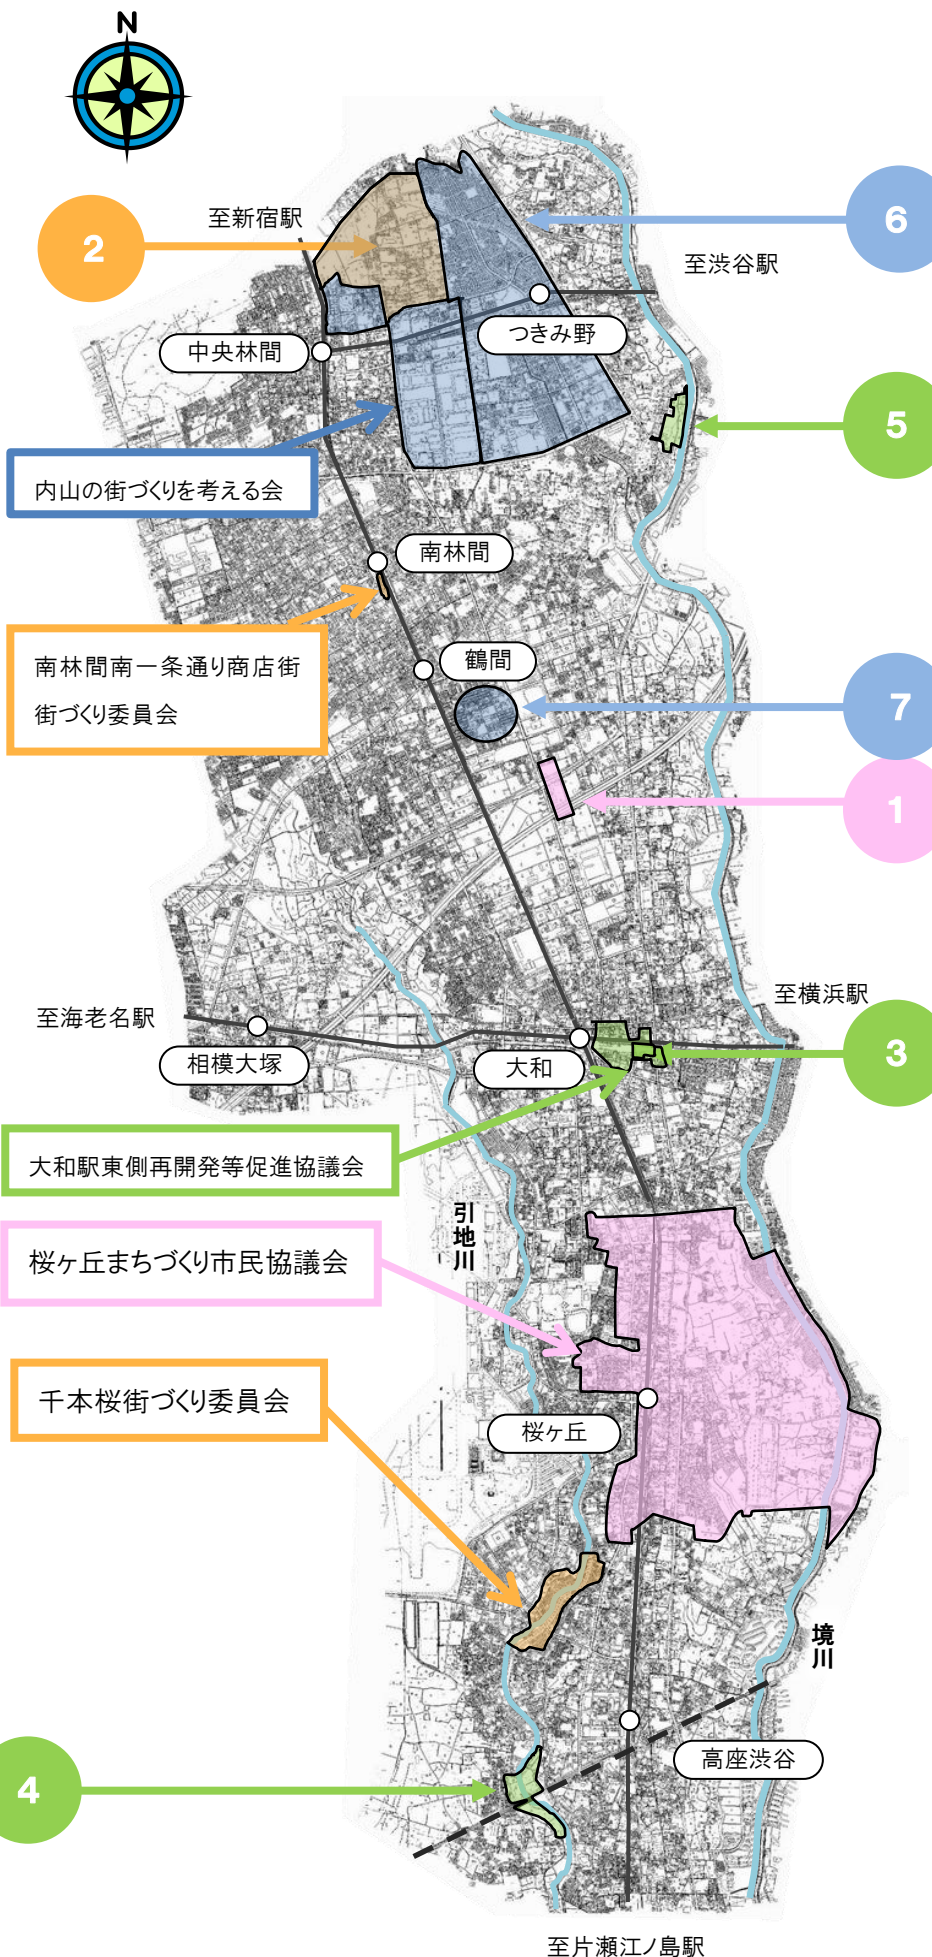 N
至新宿駅
2
6
至渋谷駅
つきみ野
中央林間
5
内山の街づくりを考える会
南林間
南林間南一条通り商店街
街づくり委員会
鶴間
7
1
至横浜駅
至海老名駅
相模大塚
大和
3
大和駅東側再開発等促進協議会
引地川
桜ヶ丘まちづくり市民協議会
千本桜街づくり委員会
桜ヶ丘
境川
高座渋谷
4
至片瀬江ノ島駅